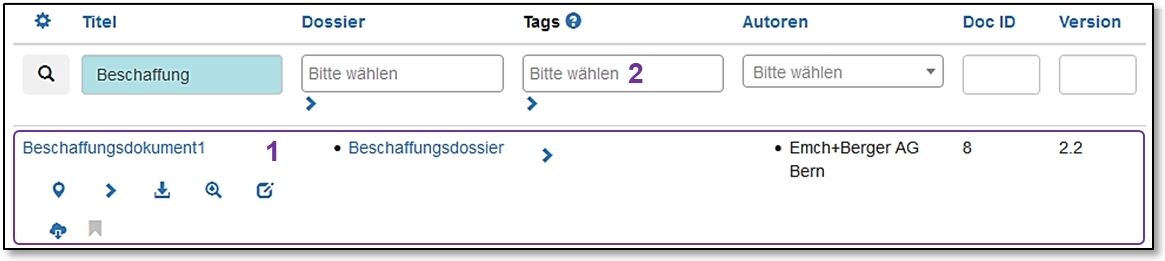 Titel Dossier Tags ? Autoren Doc ID Version
Beschaffung Bitte wählen Bitte wählen 2 Bitte wählen
Beschaffungsdokument1 1 • Beschaffungsdossier • Emch+Berger AG 8 2.2
Bern